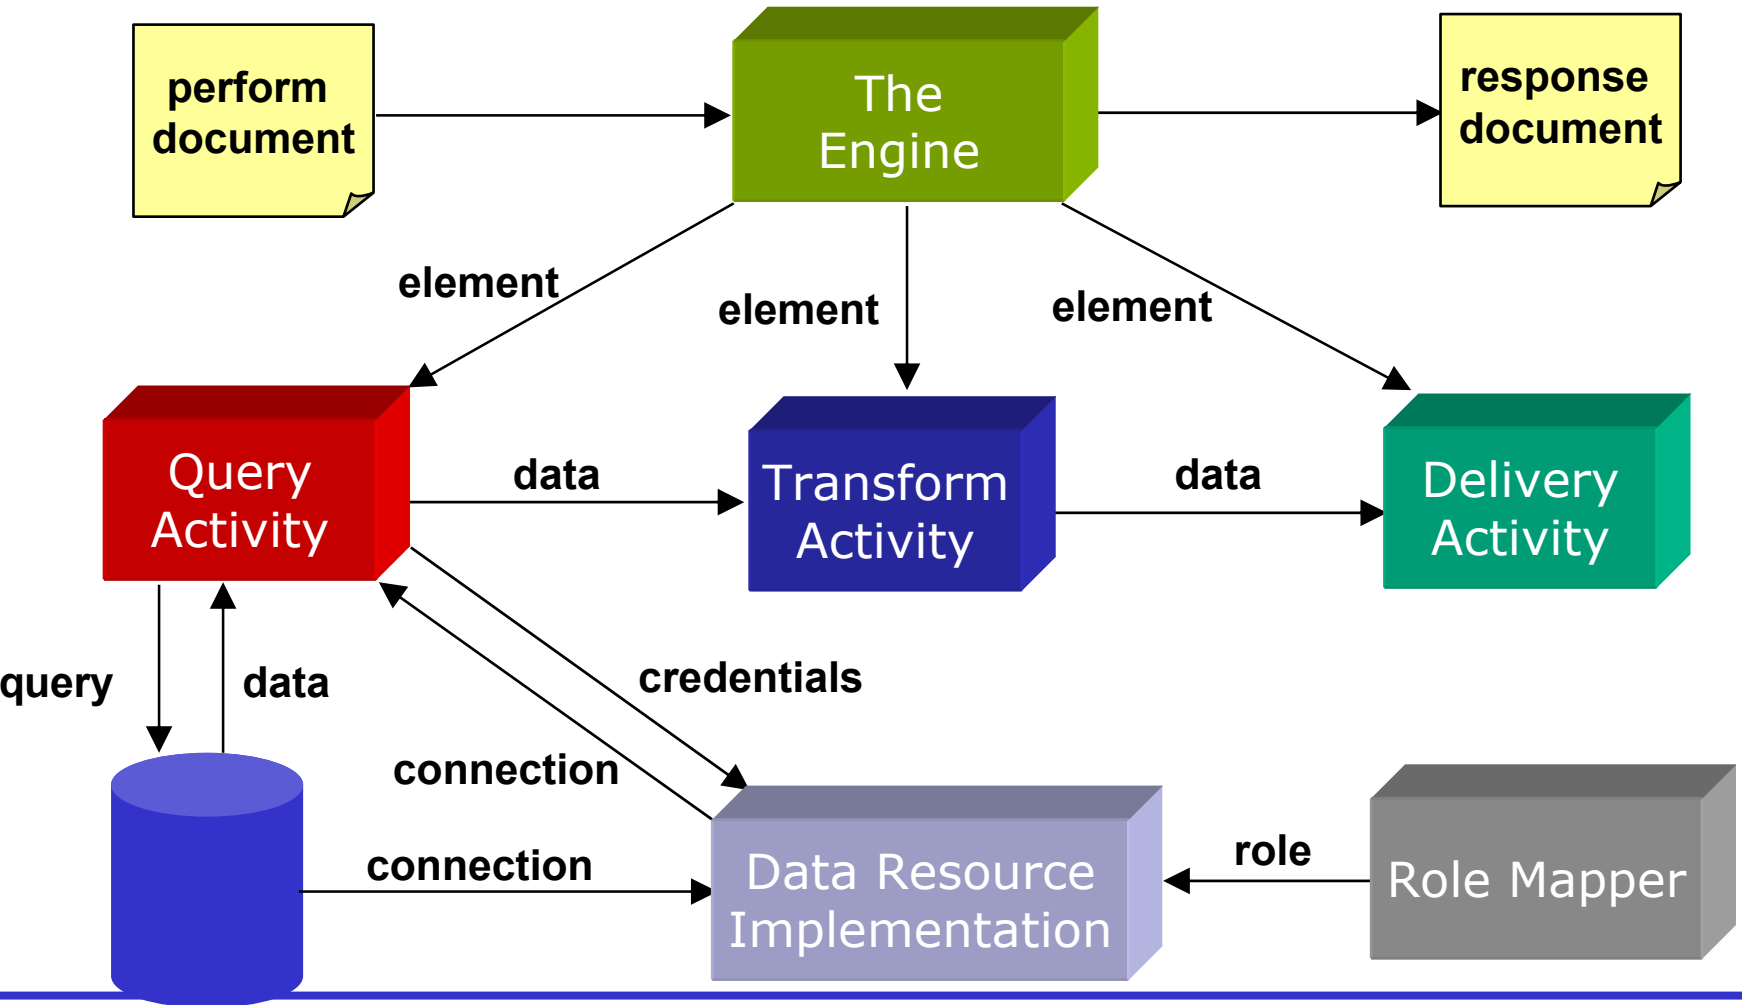 perform
document
The
Engine
response
document
element
element
element
Query
Activity
data
Transform
Activity
data
Delivery
Activity
query
data
credentials
connection
connection
Data Resource
Implementation
role
Role Mapper